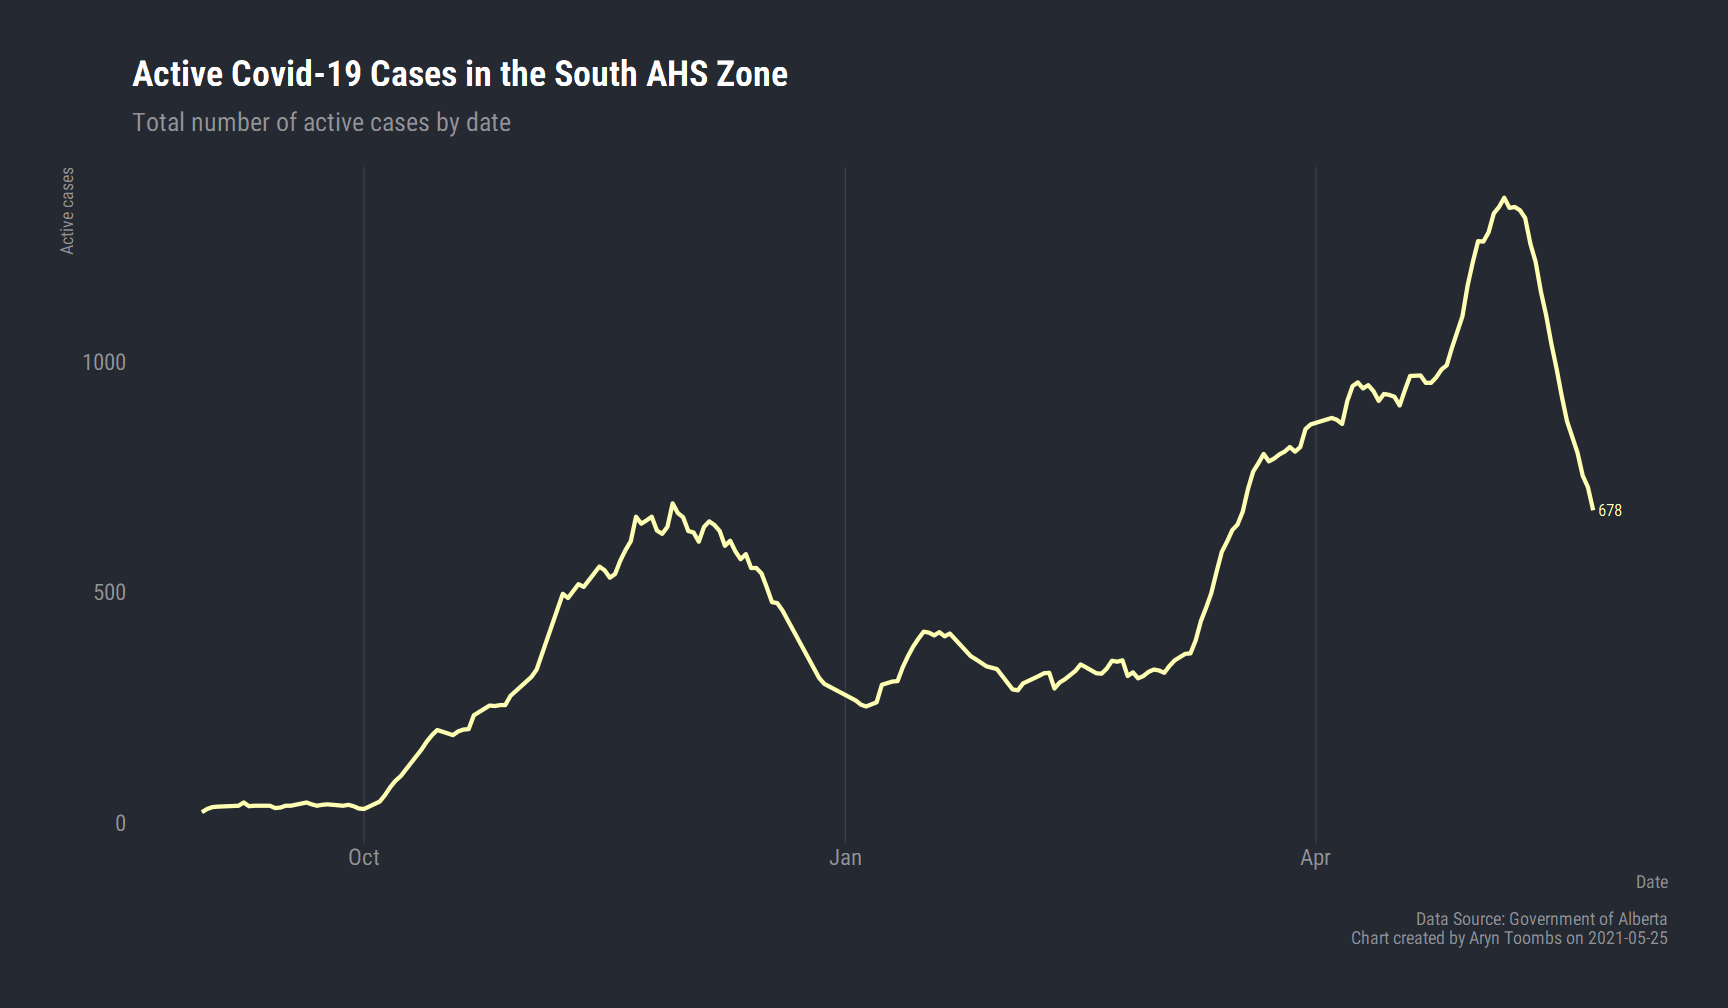 Active Covid-19 Cases in the South AHS Zone
Total number of active cases by date
Active cases
1000
500
0
678
Oct
Jan
Apr
Date
Data Source: Government of Alberta
Chart created by Aryn Toombs on 2021-05-25